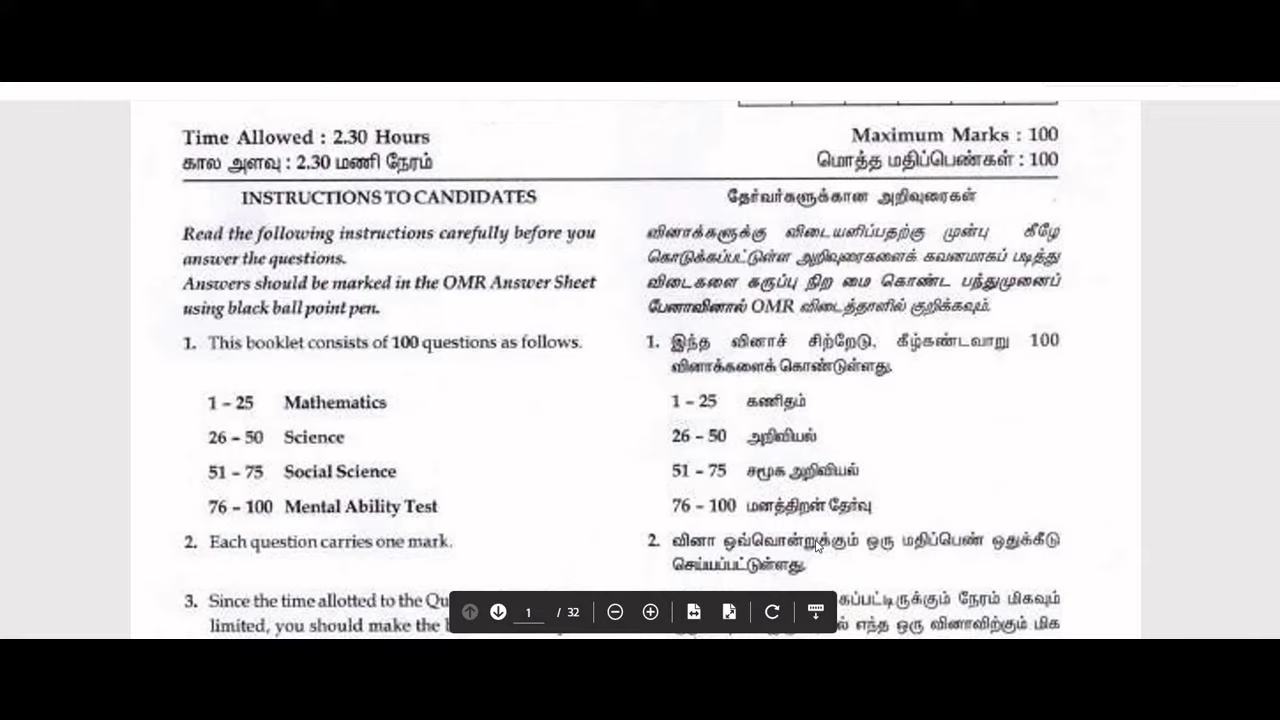 Time Allowed : 2.30 Hours
கால அளவு : 2.30 மணி நேரம்
Maximum Marks : 100
மொத்த மதிப்பெண்கள் : 100
INSTRUCTIONS TO CANDIDATES
Read the following instructions carefully before you
answer the questions.
Answers should be marked in the OMR Answer Sheet
using black ball point pen.
1. This booklet consists of 100 questions as follows.
1 – 25 Mathematics
26 – 50 Science
51 – 75 Social Science
76 – 100 Mental Ability Test
2. Each question carries one mark.
3. Since the time allotted to the Qu
limited, you should make the b
தேர்வர்களுக்கான அறிவுரைகள்
வினாக்களுக்கு விடையளிப்பதற்கு முன்பு கீழே
கொடுக்கப்பட்டுள்ள அறிவுரைகளைக் கவனமாகப் படித்து
விடைகளை கருப்பு நிற மை கொண்ட பந்துமுனைப்
பேனாவினால் OMR விடைத்தாளில் குறிக்கவும்.
1. இந்த வினாச் சிற்றேடு, கீழ்கண்டவாறு 100
வினாக்களைக் கொண்டுள்ளது.
1 – 25 கணிதம்
26 – 50 அறிவியல்
51 – 75 சமூக அறிவியல்
76 – 100 மனத்திறன் தேர்வு
2. வினா ஒவ்வொன்றுக்கும் ஒரு மதிப்பெண் ஒதுக்கீடு
செய்யப்பட்டுள்ளது.
கப்பட்டிருக்கும் நேரம் மிகவும்
ல் எந்த ஒரு வினாவிற்கும் மிக
1 / 32